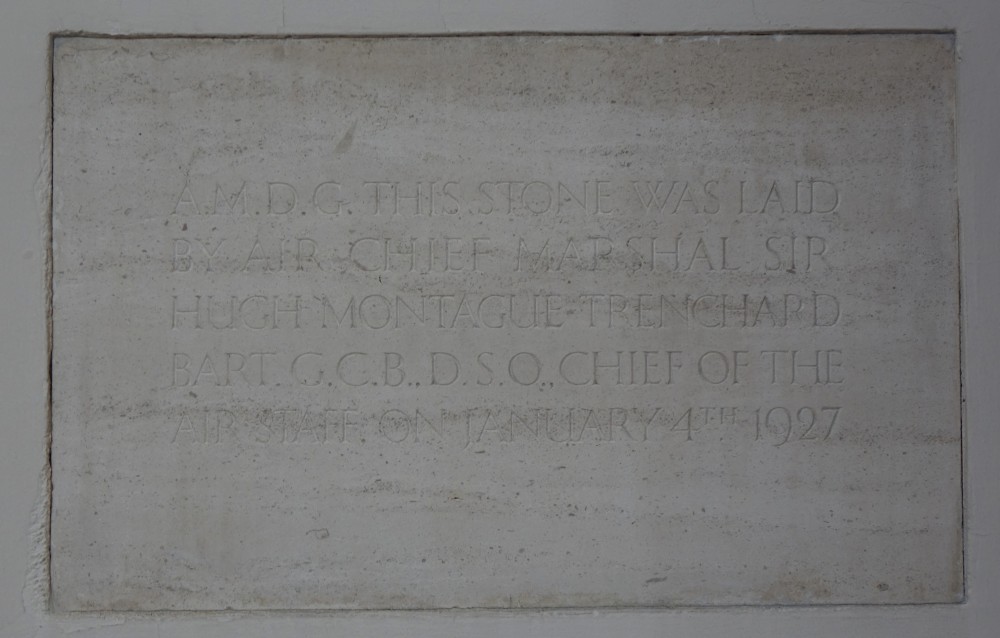 A.M.D.G. THIS STONE WAS LAID
BY AIR CHIEF MARSHAL SIR
HUGH MONTAGUE TRENCHARD
BART. G.C.B., D.S.O., CHIEF OF THE
AIR STAFF ON JANUARY 4TH 1927.